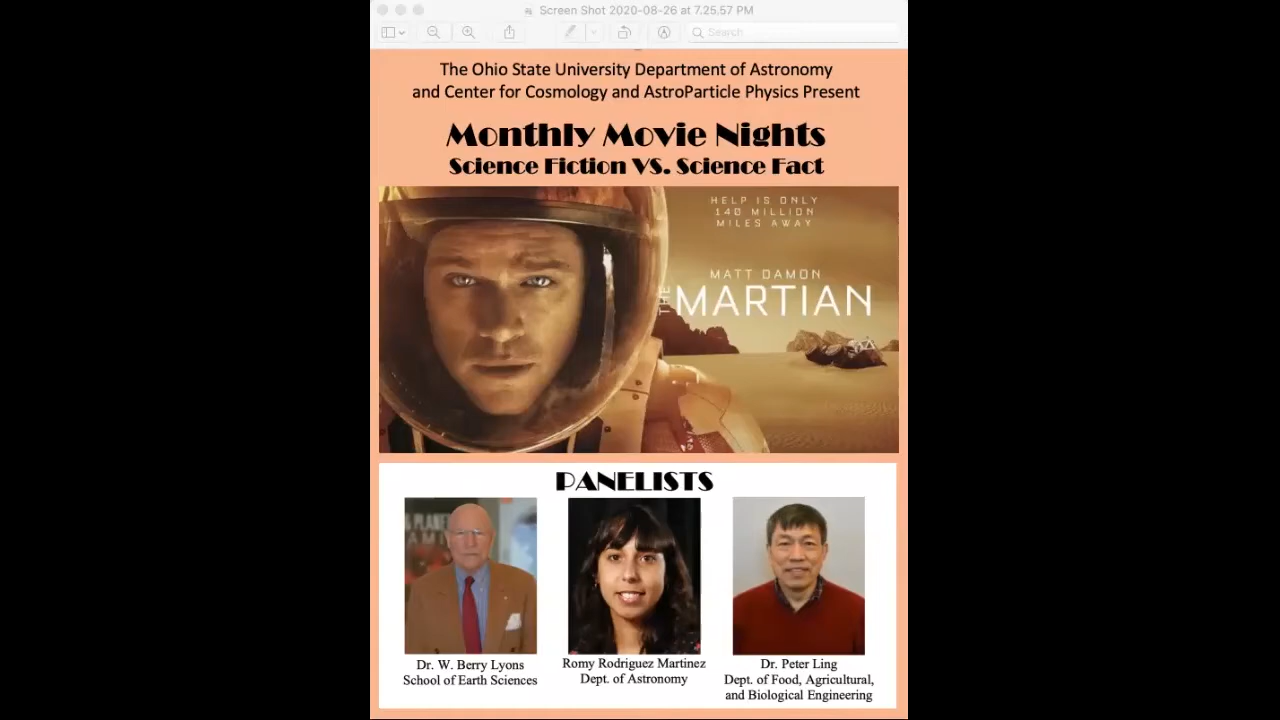 Screen Shot 2020-08-26 at 7.25.57 PM
Search
The Ohio State University Department of Astronomy
and Center for Cosmology and AstroParticle Physics Present
Monthly Movie Nights
Science Fiction VS. Science Fact
HELP IS ONLY
140 MILLION
MILES AWAY
MATT DAMON
THE MARTIAN
PANELISTS
Dr. W. Berry Lyons
School of Earth Sciences
Romy Rodriguez Martinez
Dept. of Astronomy
Dr. Peter Ling
Dept. of Food, Agricultural,
and Biological Engineering